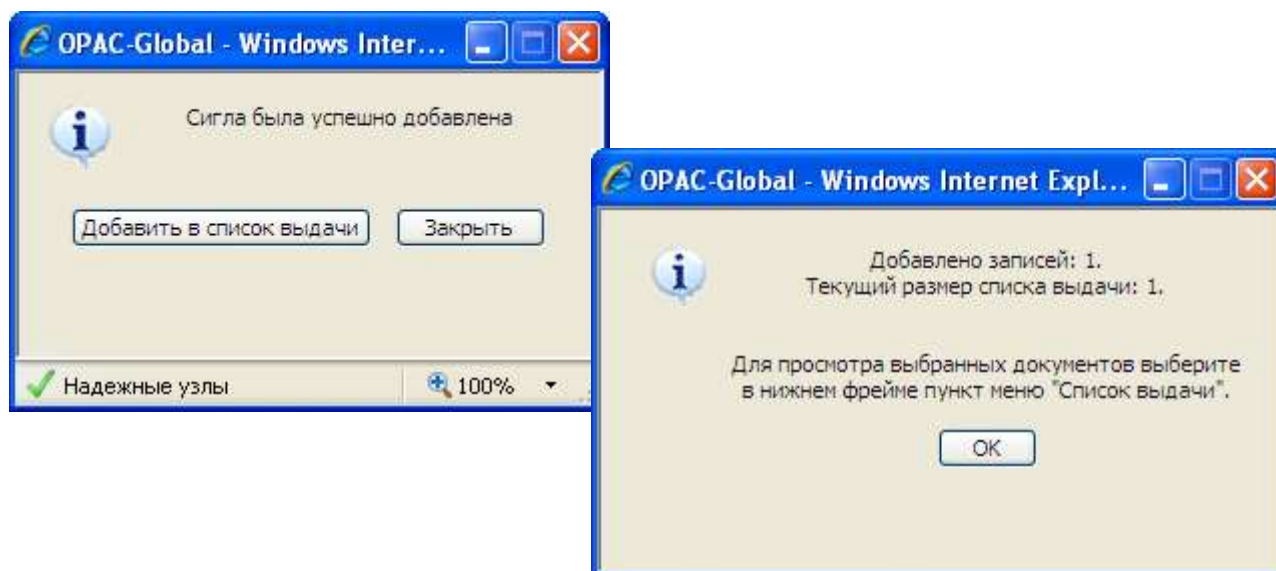 OPAC-Global - Windows Inter...
Сигла была успешно добавлена
Добавить в список выдачи Закрыть
Надежные узлы 100%
OPAC-Global - Windows Internet Expl...
Добавлено записей: 1.
Текущий размер списка выдачи: 1.
Для просмотра выбранных документов выберите
в нижнем фрейме пункт меню "Список выдачи".
OK